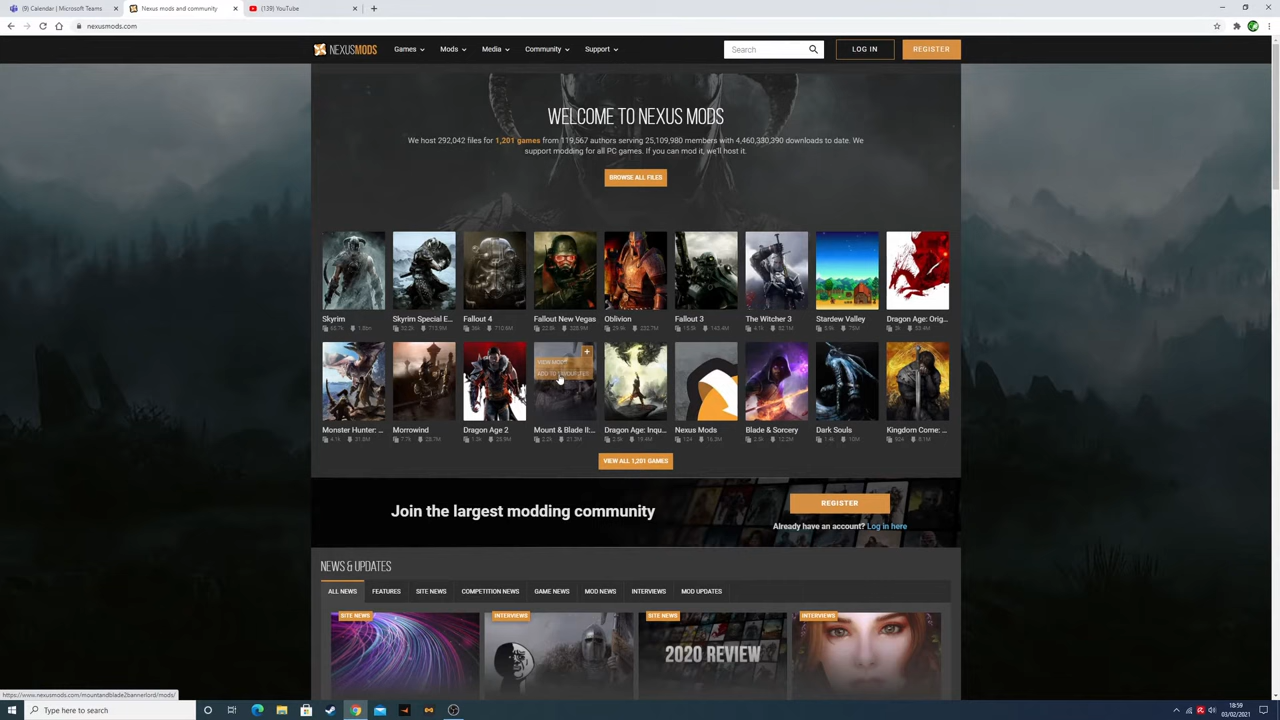 (9) Calendar | Microsoft Teams
Nexus mods and community
(139) YouTube
nexusmods.com
NEXUSMODS
Games
Mods
Media
Community
Support
Search
LOG IN
REGISTER
WELCOME TO NEXUS MODS
We host 292,042 files for 1,201 games from 119,567 authors serving 25,109,980 members with 4,460,330,390 downloads to date. We
support modding for all PC games. If you can mod it, we'll host it.
BROWSE ALL FILES
Skyrim
Skyrim Special E...
Fallout 4
Fallout New Vegas
Oblivion
Fallout 3
The Witcher 3
Stardew Valley
Dragon Age: Orig...
VIEW MODS
ADD TO FAVOURITES
Monster Hunter: ...
Morrowind
Dragon Age 2
Mount & Blade II:...
Dragon Age: Inqu...
Nexus Mods
Blade & Sorcery
Dark Souls
Kingdom Come: ...
VIEW ALL 1,201 GAMES
Join the largest modding community
REGISTER
Already have an account? Log in here
NEWS & UPDATES
ALL NEWS
FEATURES
SITE NEWS
COMPETITION NEWS
GAME NEWS
MOD NEWS
INTERVIEWS
MOD UPDATES
SITE NEWS
INTERVIEWS
SITE NEWS
INTERVIEWS
2020 REVIEW
https://www.nexusmods.com/mountandblade2bannerlord/mods/
Type here to search
18:59
03/02/2021